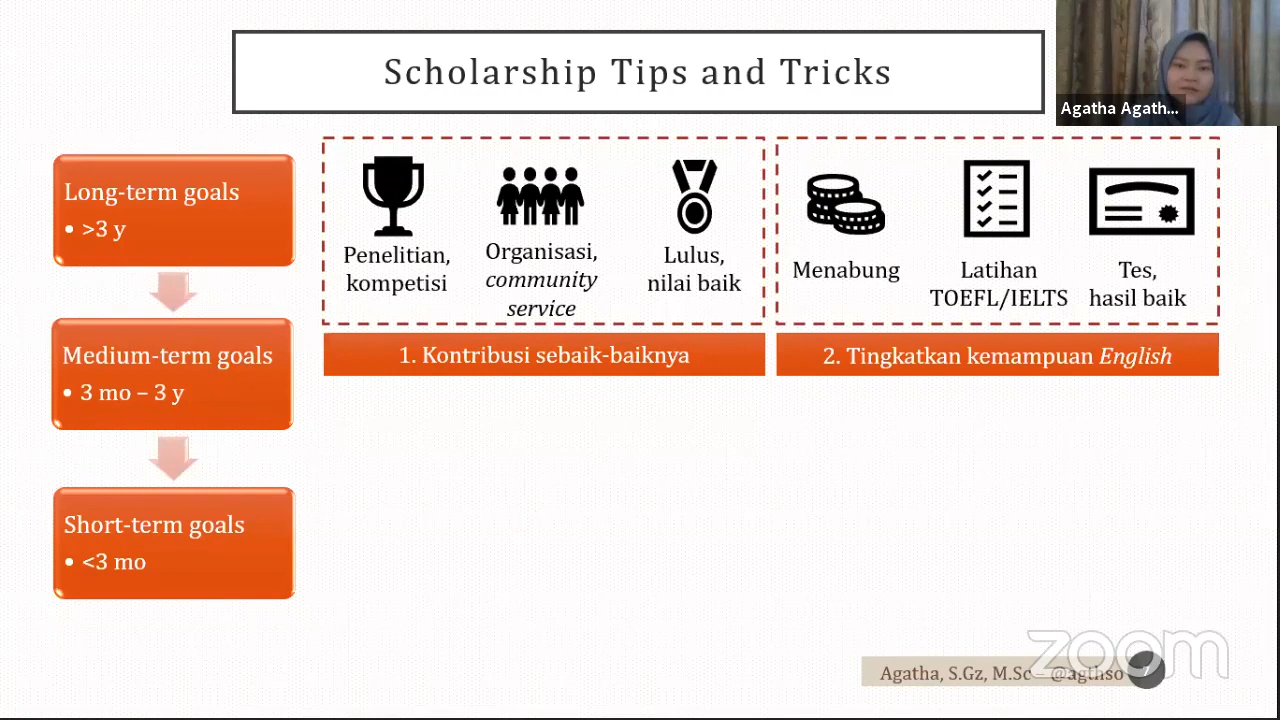 Scholarship Tips and Tricks
Agatha Agath...
Long-term goals
• >3 y
Medium-term goals
• 3 mo – 3 y
Short-term goals
• <3 mo
Penelitian,
kompetisi
Organisasi,
community
service
Lulus,
nilai baik
1. Kontribusi sebaik-baiknya
Menabung
Latihan
TOEFL/IELTS
Tes,
hasil baik
2. Tingkatkan kemampuan English
Agatha, S.Gz, M.Sc – @agthso
7
zoom